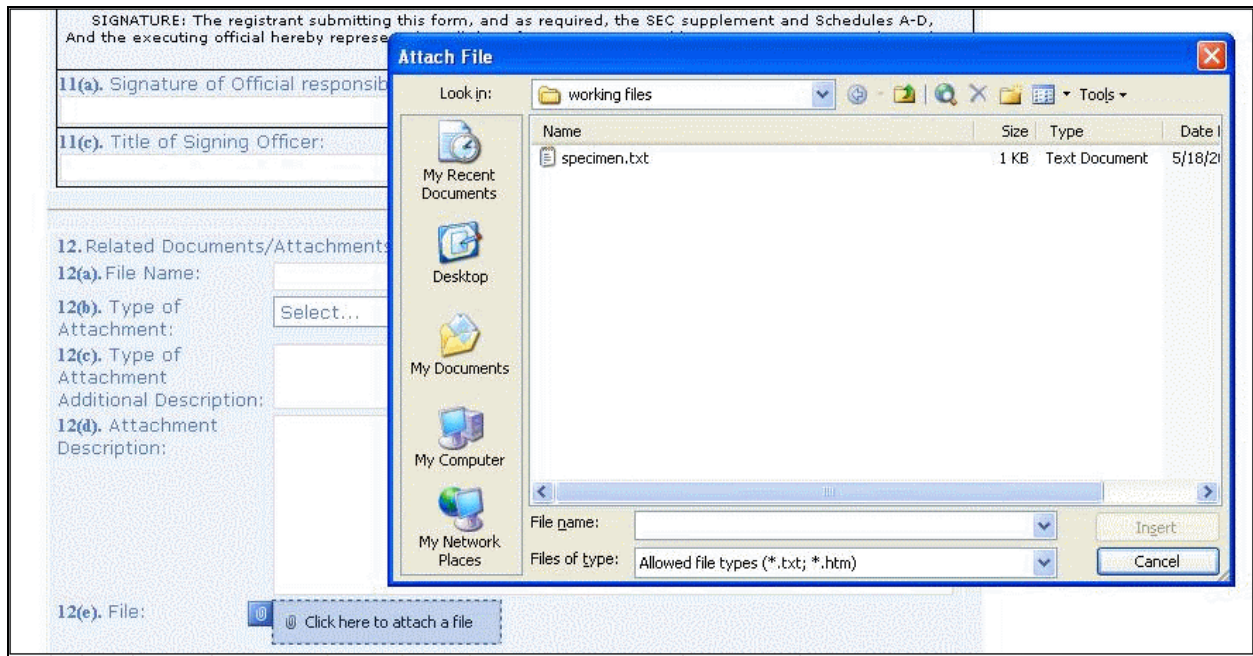 SIGNATURE: The registrant submitting this form, and as required, the SEC supplement and Schedules A-D,
And the executing official hereby
Attach File
11(a). Signature of Official
Look in:
working files
Tools
Name
Size
Type
Date
specimen.txt
1 KB
Text Document
5/18/2
My Recent
Documents
11(c). Title of Signing Officer:
Desktop
12. Related Documents/Attachments
12(a). File Name:
12(b). Type of
Attachment:
Select...
My Documents
12(c). Type of
Attachment
Additional Description:
12(d). Attachment
Description:
My Computer
My Network
Places
File name:
Insert
Files of type:
Allowed file types (*.txt; *.htm)
Cancel
12(e). File:
Click here to attach a file